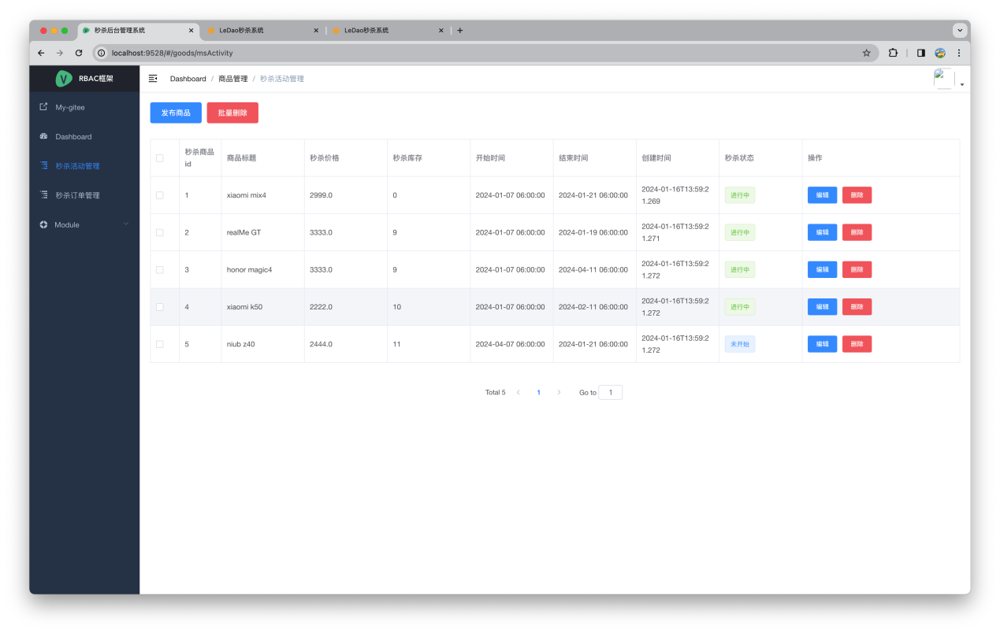 秒杀后台管理系统
LeDao秒杀系统
LeDao秒杀系统
localhost:9528/#/goods/msActivity
RBAC框架
Dashboard / 商品管理 / 秒杀活动管理
My-gitee
Dashboard
秒杀活动管理
秒杀订单管理
Module
发布商品 批量删除
秒杀商品id 商品标题 秒杀价格 秒杀库存 开始时间 结束时间 创建时间 秒杀状态 操作
1 xiaomi mix4 2999.0 0 2024-01-07 06:00:00 2024-01-21 06:00:00 2024-01-16T13:59:21.269 进行中 编辑 删除
2 realMe GT 3333.0 9 2024-01-07 06:00:00 2024-01-19 06:00:00 2024-01-16T13:59:21.271 进行中 编辑 删除
3 honor magic4 3333.0 9 2024-01-07 06:00:00 2024-04-11 06:00:00 2024-01-16T13:59:21.272 进行中 编辑 删除
4 xiaomi k50 2222.0 10 2024-01-07 06:00:00 2024-02-11 06:00:00 2024-01-16T13:59:21.272 进行中 编辑 删除
5 niub z40 2444.0 11 2024-04-07 06:00:00 2024-01-21 06:00:00 2024-01-16T13:59:21.272 未开始 编辑 删除
Total 5 1 Go to 1